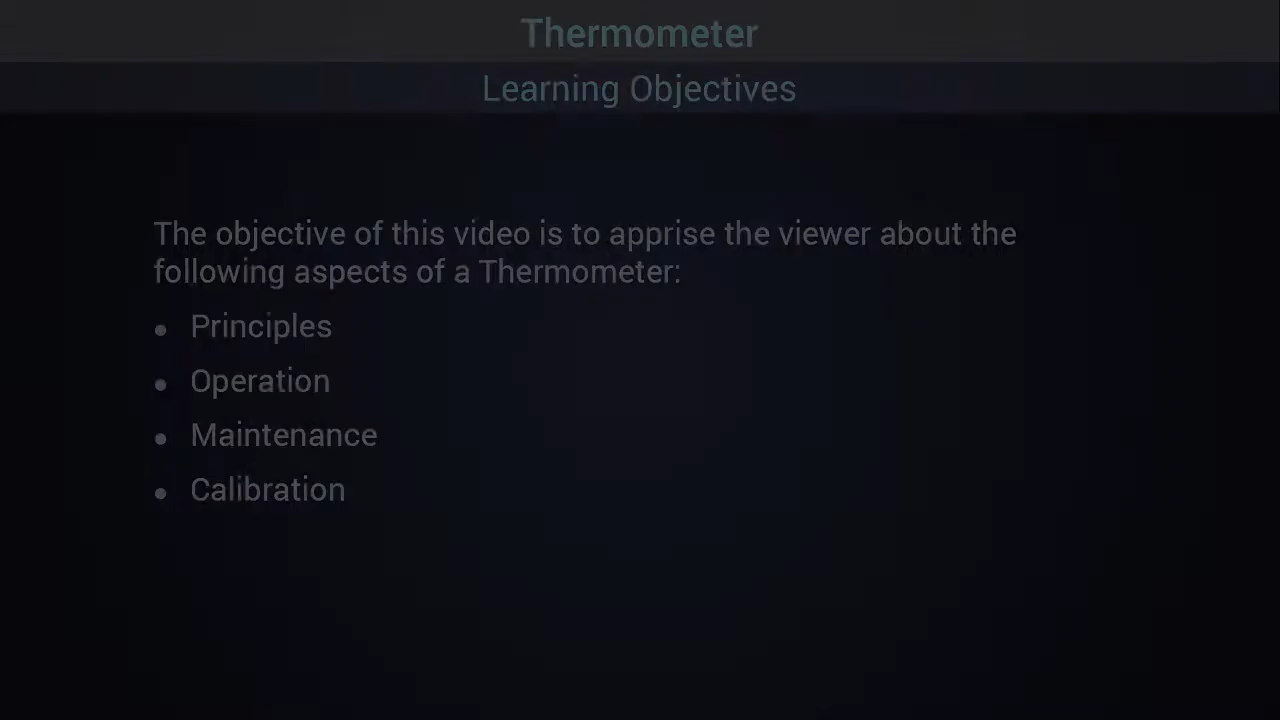 Thermometer
Learning Objectives
The objective of this video is to apprise the viewer about the
following aspects of a Thermometer:
• Principles
• Operation
• Maintenance
• Calibration